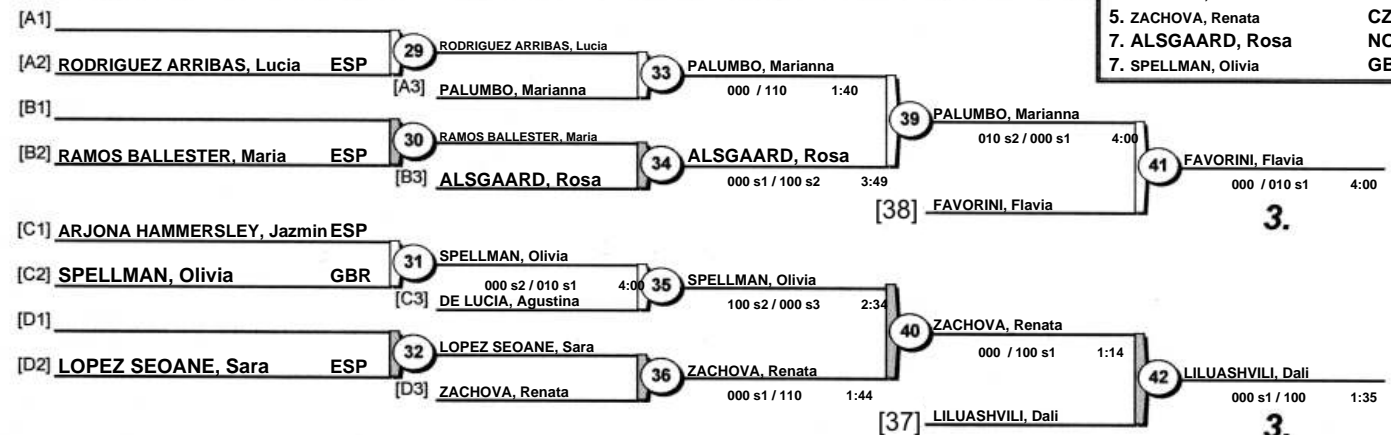 5. ZACHOVA, Renata CZ
7. ALSGAARD, Rosa NO
7. SPELLMAN, Olivia GB
[A1]
[A2] RODRIGUEZ ARRIBAS, Lucia ESP
29
RODRIGUEZ ARRIBAS, Lucia
[A3] PALUMBO, Marianna
33
PALUMBO, Marianna
000 / 110 1:40
[B1]
[B2] RAMOS BALLESTER, Maria ESP
30
RAMOS BALLESTER, Maria
[B3] ALSGAARD, Rosa
34
ALSGAARD, Rosa
000 s1 / 100 s2 3:49
39
PALUMBO, Marianna
010 s2 / 000 s1 4:00
[38] FAVORINI, Flavia
41
FAVORINI, Flavia
000 / 010 s1 4:00
3.
[C1] ARJONA HAMMERSLEY, Jazmin ESP
[C2] SPELLMAN, Olivia GBR
31
SPELLMAN, Olivia
000 s2 / 010 s1 4:00
[C3] DE LUCIA, Agustina
35
SPELLMAN, Olivia
100 s2 / 000 s3 2:34
[D1]
[D2] LOPEZ SEOANE, Sara ESP
32
LOPEZ SEOANE, Sara
[D3] ZACHOVA, Renata
36
ZACHOVA, Renata
000 s1 / 110 1:44
40
ZACHOVA, Renata
000 / 100 s1 1:14
[37] LILUASHVILI, Dali
42
LILUASHVILI, Dali
000 s1 / 100 1:35
3.